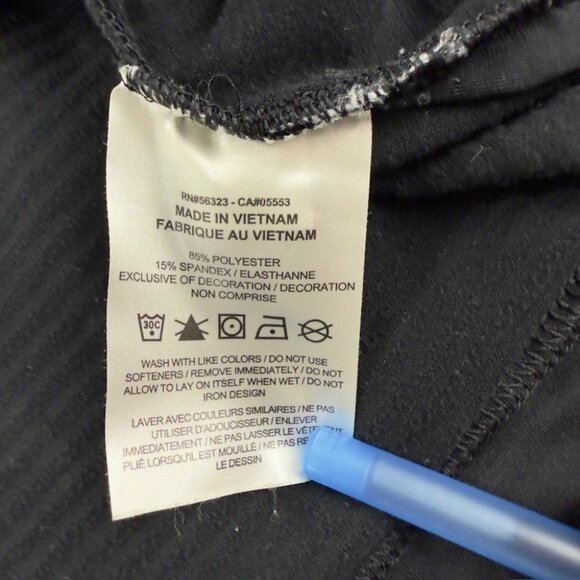 RN#56323 - CA#05553
MADE IN VIETNAM
FABRIQUE AU VIETNAM
85% POLYESTER
15% SPANDEX / ELASTHANNE
EXCLUSIVE OF DECORATION / DECORATION
NON COMPRISE
30C
WASH WITH LIKE COLORS / DO NOT USE
SOFTENERS / REMOVE IMMEDIATELY / DO NOT
ALLOW TO LAY ON ITSELF WHEN WET / DO NOT
IRON DESIGN
LAVER AVEC COULEURS SIMILAIRES / NE PAS
UTILISER D'ADOUCISSEUR / ENLEVER
IMMEDIATEMENT / NE PAS LAISSER LE VÊTEMENT
PLIÉ LORSQU'IL EST MOUILLÉ / NE PAS
LE DESSIN